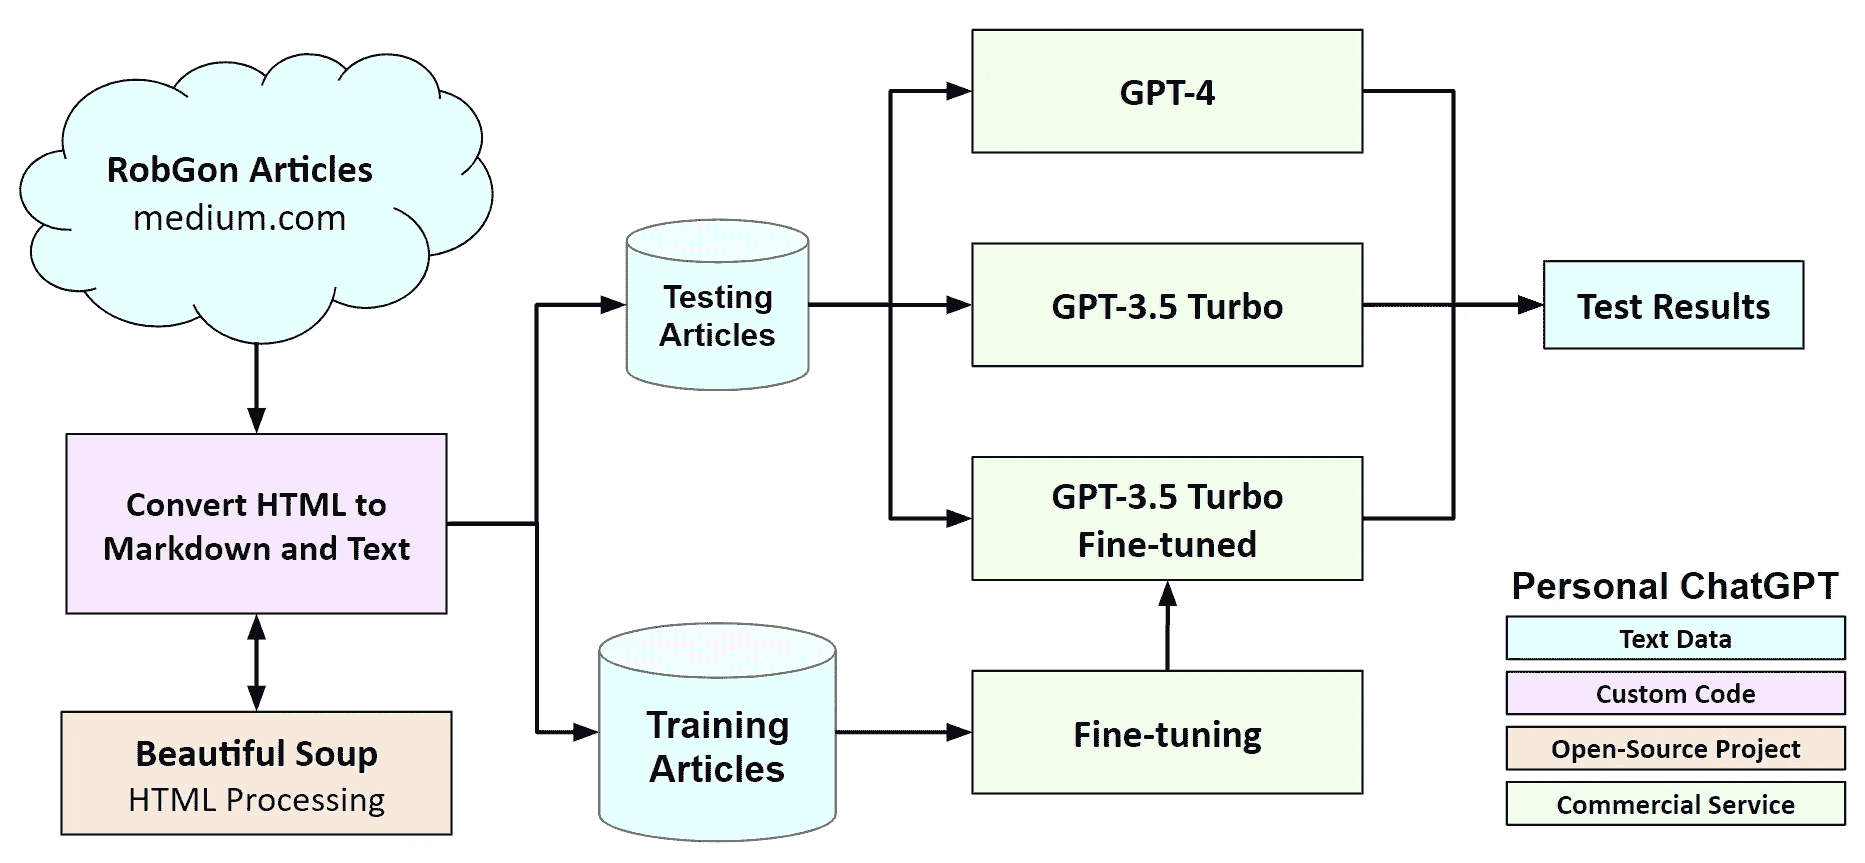 RobGon Articles
medium.com
Convert HTML to
Markdown and Text
Beautiful Soup
HTML Processing
Testing
Articles
Training
Articles
GPT-4
GPT-3.5 Turbo
GPT-3.5 Turbo
Fine-tuned
Fine-tuning
Test Results
Personal ChatGPT
Text Data
Custom Code
Open-Source Project
Commercial Service